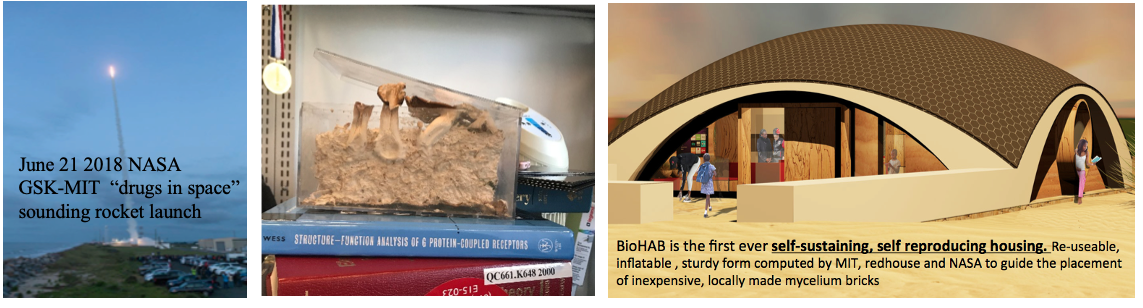 June 21 2018 NASA
GSK-MIT “drugs in space”
sounding rocket launch
WESS
STRUCTURE–FUNCTION ANALYSIS OF G PROTEIN-COUPLED RECEPTORS
QC661.K648 2000
E15-023
BioHAB is the first ever self-sustaining, self reproducing housing. Re-useable,
inflatable , sturdy form computed by MIT, redhouse and NASA to guide the placement
of inexpensive, locally made mycelium bricks